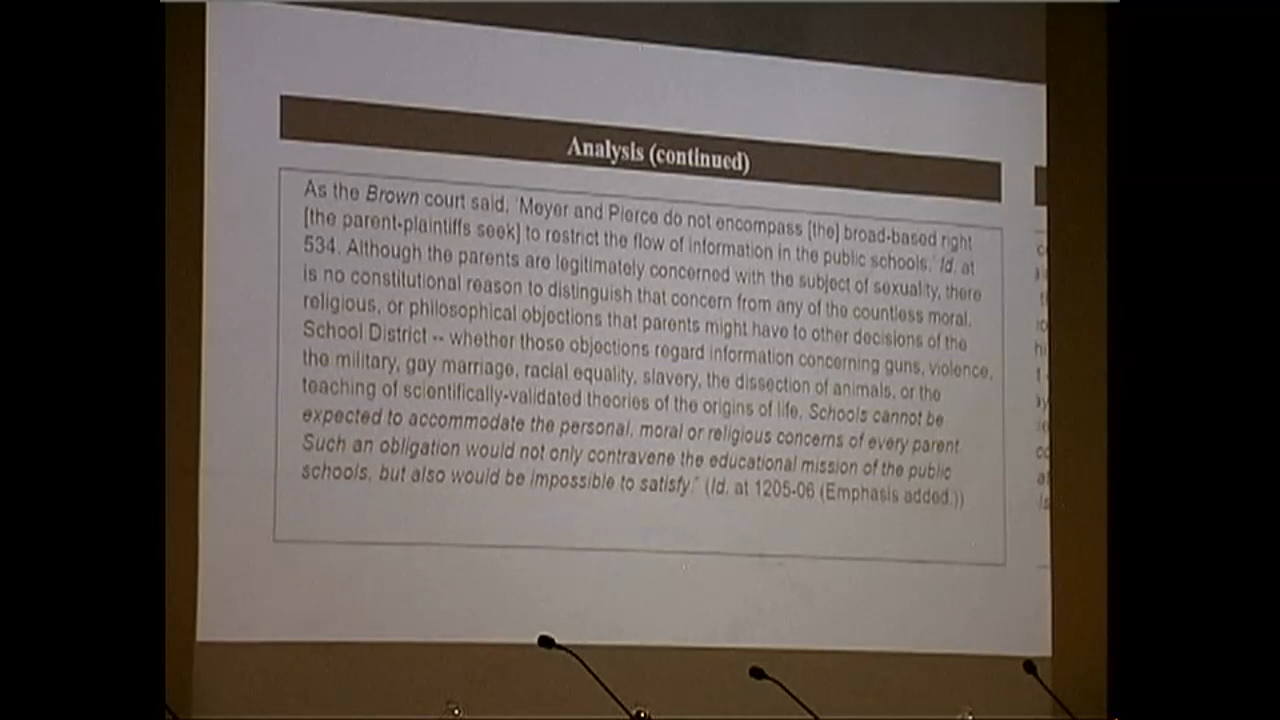 Analysis (continued)
As the Brown court said, 'Meyer and Pierce do not encompass [the] broad-based right
[the parent-plaintiffs seek] to restrict the flow of information in the public schools.' Id. at
534. Although the parents are legitimately concerned with the subject of sexuality, there
is no constitutional reason to distinguish that concern from any of the countless moral,
religious, or philosophical objections that parents might have to other decisions of the
School District -- whether those objections regard information concerning guns, violence,
the military, gay marriage, racial equality, slavery, the dissection of animals, or the
teaching of scientifically-validated theories of the origins of life. Schools cannot be
expected to accommodate the personal, moral or religious concerns of every parent.
Such an obligation would not only contravene the educational mission of the public
schools, but also would be impossible to satisfy." (Id. at 1205-06 (Emphasis added.))